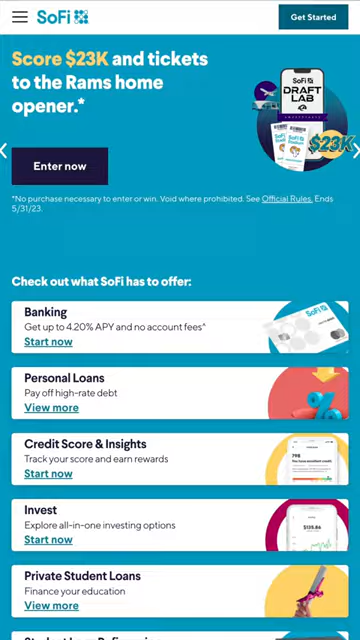 SoFi
Get Started
Score $23K and tickets
to the Rams home
opener.*
SoFi
DRAFT
LAB
$23K
Enter now
*No purchase necessary to enter or win. Void where prohibited. See Official Rules. Ends
5/31/23.
Check out what SoFi has to offer:
Banking
Get up to 4.20% APY and no account fees^
Start now
Personal Loans
Pay off high-rate debt
View more
%
Credit Score & Insights
Track your score and earn rewards
Start now
798
Invest
Explore all-in-one investing options
Start now
$135.86
Private Student Loans
Finance your education
View more